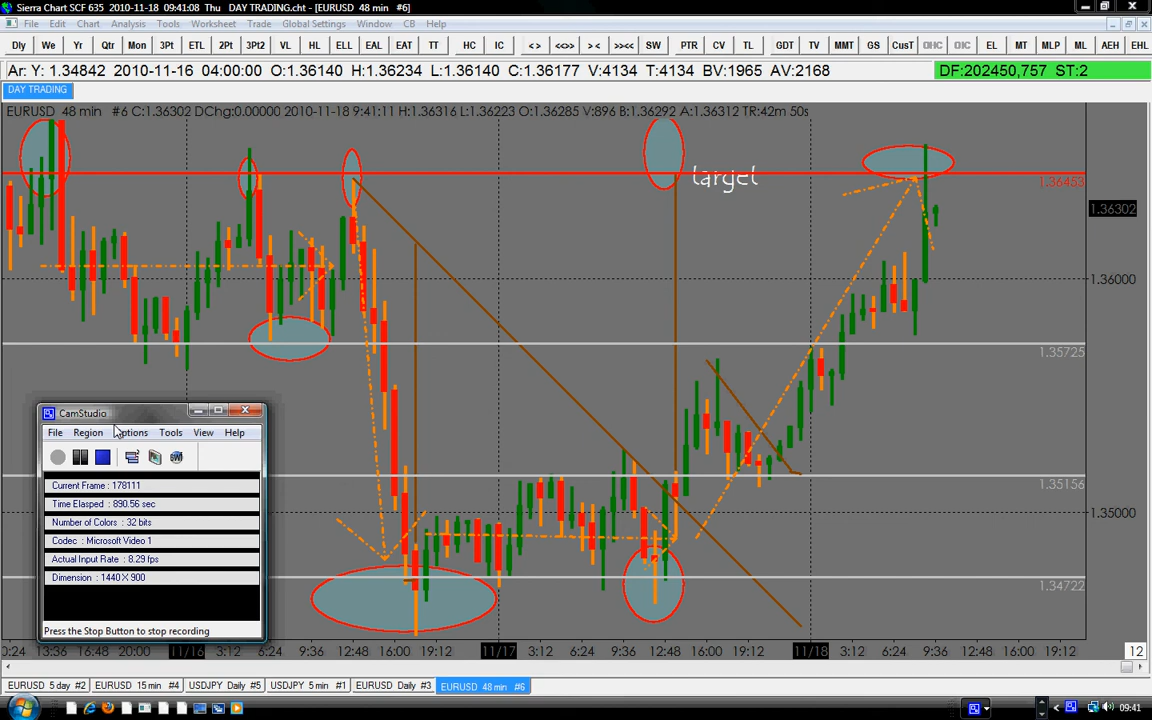 Sierra Chart SCF 635 2010-11-18 09:41:08 Thu DAY TRADING.cht - [EURUSD 48 min #6]
File Edit Chart Analysis Tools Worksheet Trade Global Settings Window CB Help
Dly We Yr Qtr Mon 3Pt ETL 2Pt 3Pt2 VL HL ELL EAL EAT TT HC IC <> <<>> >< >><< SW PTR CV TL GDT TV MMT GS CusT OHC OIC EL MT MLP ML AEH EHL
Ar: Y: 1.34842 2010-11-16 04:00:00 O:1.36140 H:1.36234 L:1.36140 C:1.36177 V:4134 T:4134 BV:1965 AV:2168 DF:202450,757 ST:2
DAY TRADING
EURUSD 48 min #6 C:1.36302 DChg:0.00000 2010-11-18 9:41:11 H:1.36316 L:1.36223 O:1.36285 V:896 B:1.36292 A:1.36312 TR:42m 50s
target
1.36453
1.36302
1.36000
1.35725
1.35156
1.35000
1.34722
CamStudio
File Region Options Tools View Help
Current Frame : 178111
Time Elasped : 890.56 sec
Number of Colors : 32 bits
Codec : Microsoft Video 1
Actual Input Rate : 8.29 fps
Dimension : 1440 X 900
Press the Stop Button to stop recording
0:24 13:36 16:48 20:00 11/16 3:12 6:24 9:36 12:48 16:00 19:12 11/17 3:12 6:24 9:36 12:48 16:00 19:12 11/18 3:12 6:24 9:36 12:48 16:00 19:12 12
EURUSD 5 day #2 EURUSD 15 min #4 USDJPY Daily #5 USDJPY 5 min #1 EURUSD Daily #3 EURUSD 48 min #6
09:41